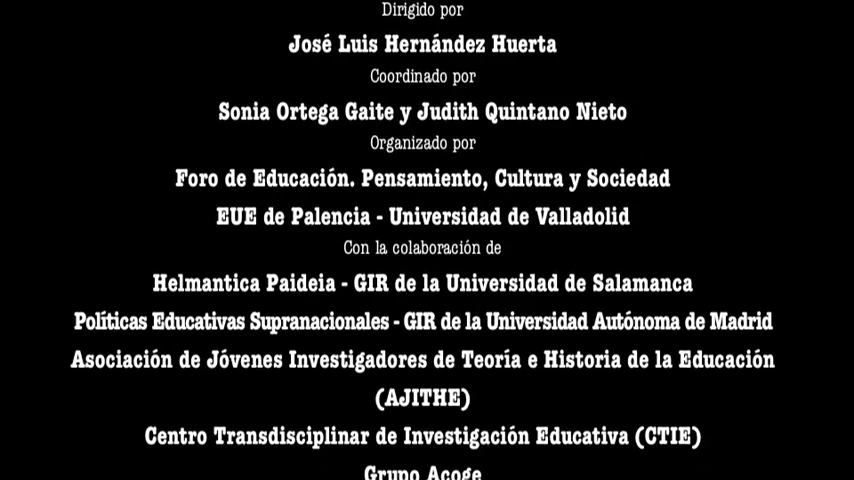 Dirigido por
José Luis Hernández Huerta
Coordinado por
Sonia Ortega Gaite y Judith Quintano Nieto
Organizado por
Foro de Educación. Pensamiento, Cultura y Sociedad
EUE de Palencia - Universidad de Valladolid
Con la colaboración de
Helmantica Paideia - GIR de la Universidad de Salamanca
Políticas Educativas Supranacionales - GIR de la Universidad Autónoma de Madrid
Asociación de Jóvenes Investigadores de Teoría e Historia de la Educación
(AJITHE)
Centro Transdisciplinar de Investigación Educativa (CTIE)
Grupo Acoge